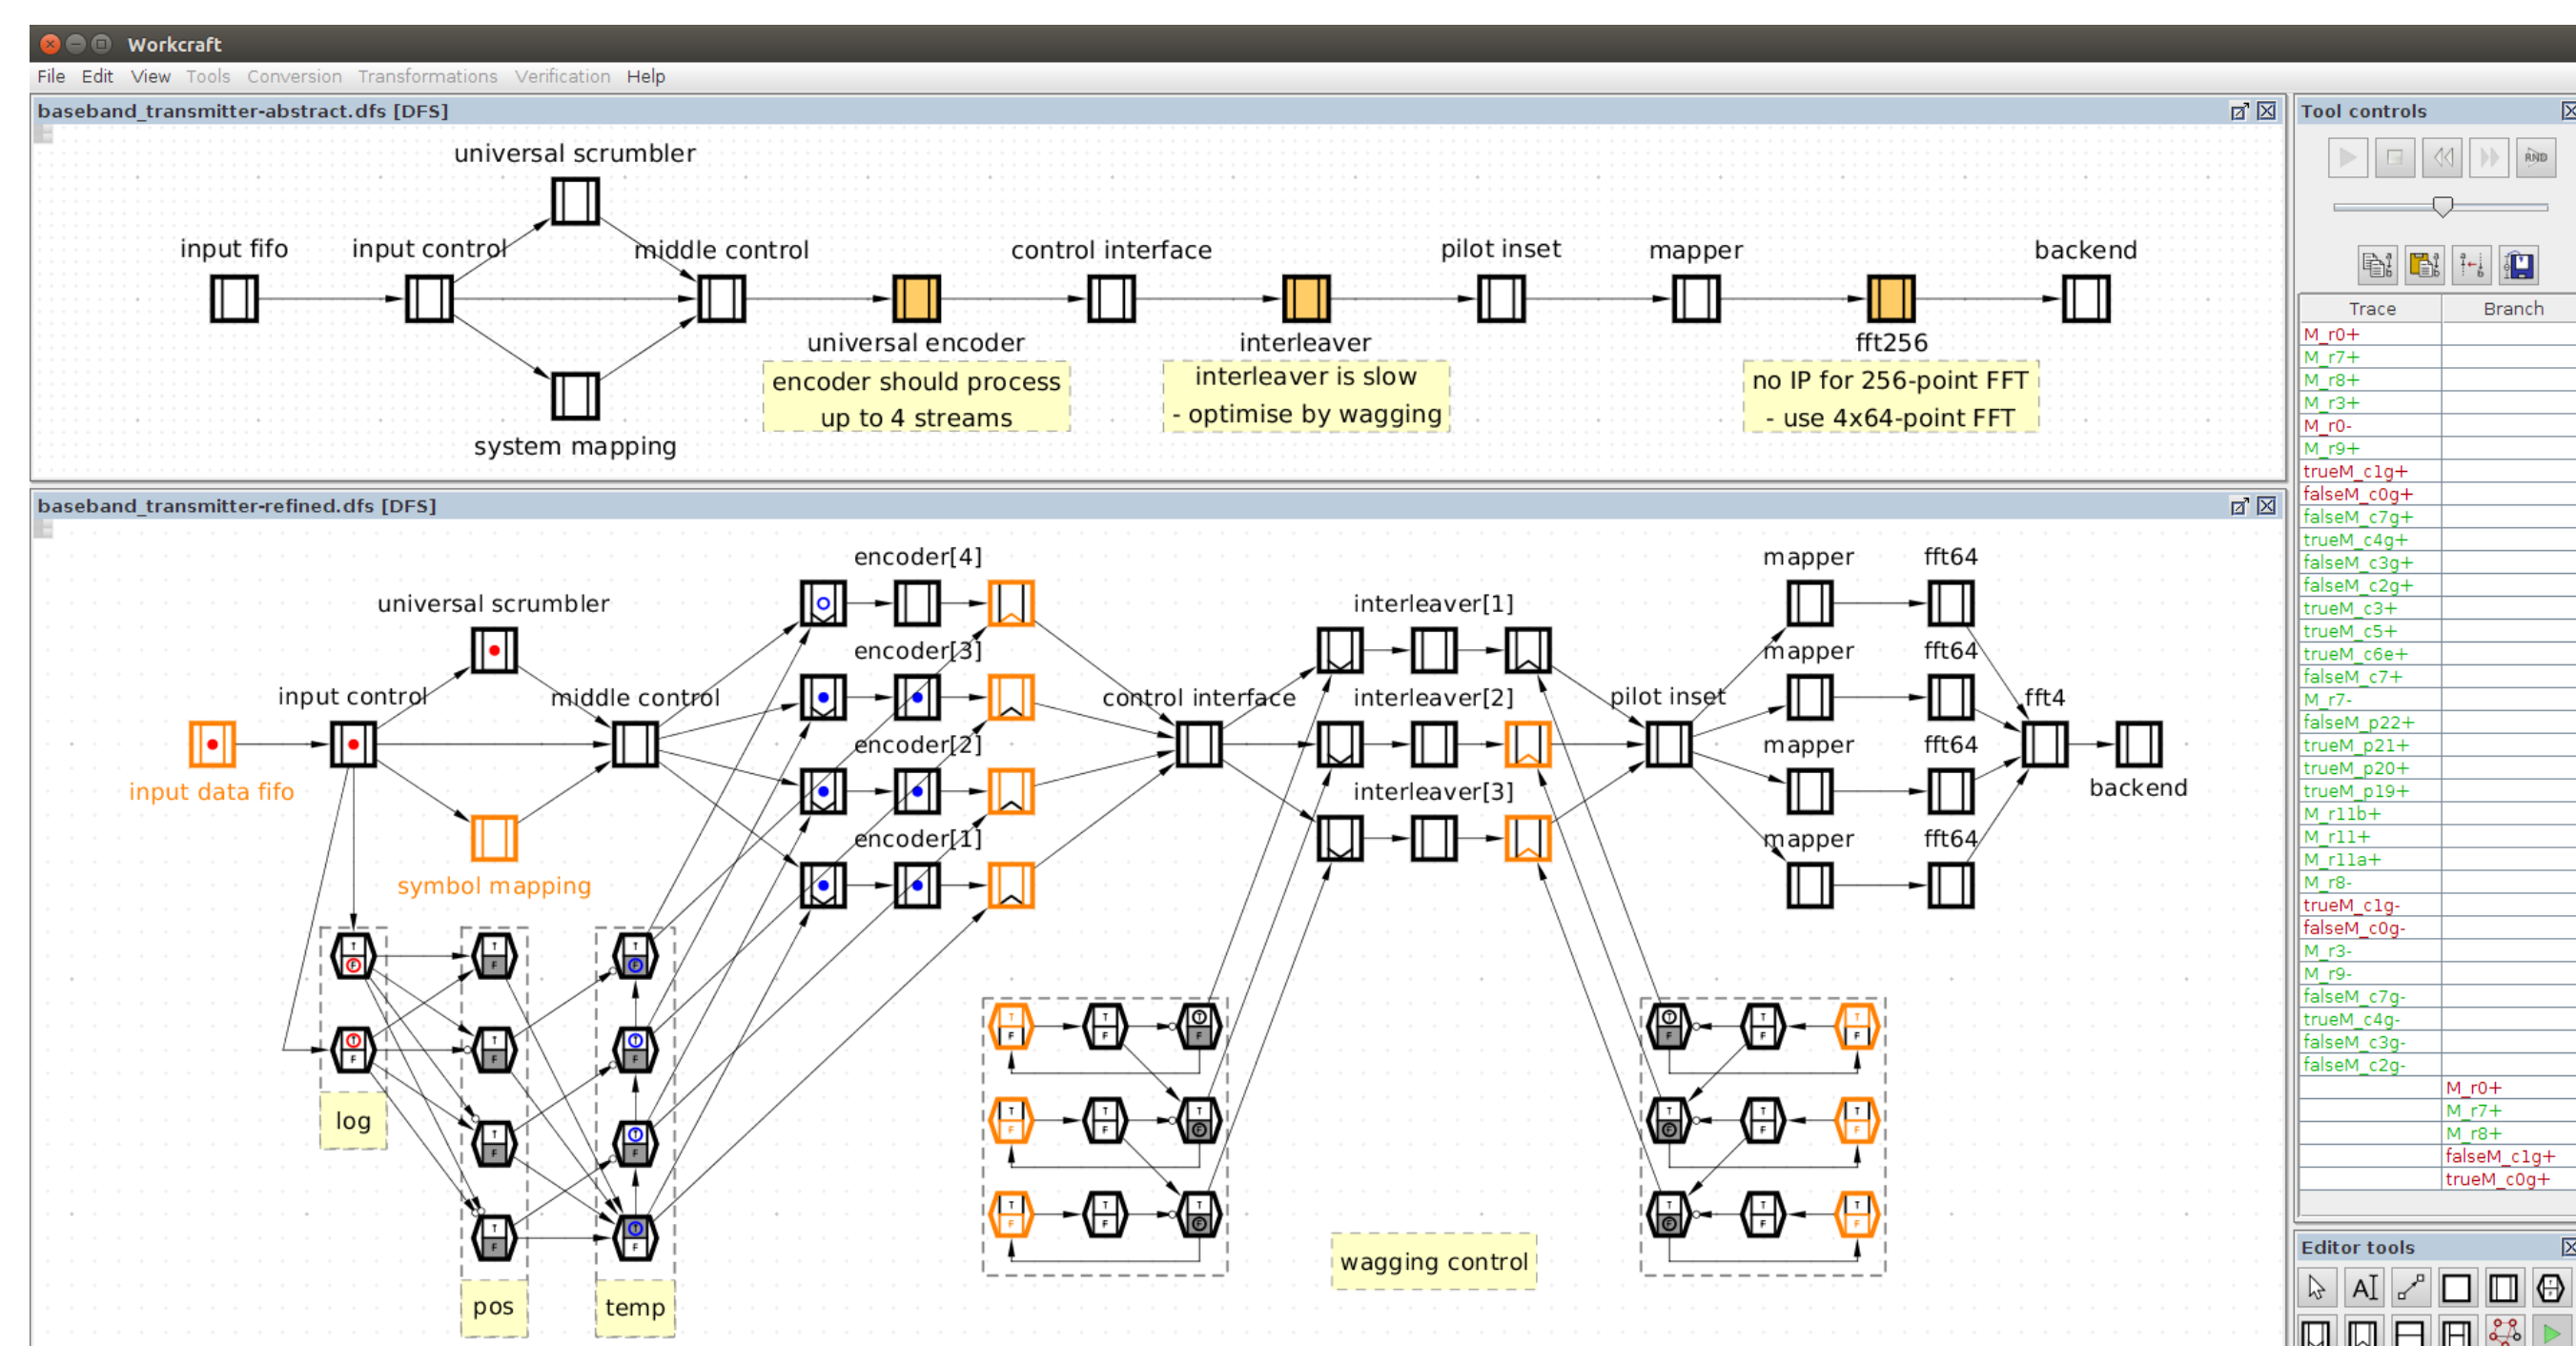 Workcraft
File Edit View Tools Conversion Transformations Verification Help
baseband_transmitter-abstract.dfs [DFS]
universal scrumbler
input fifo
input control
middle control
control interface
pilot inset
mapper
backend
universal encoder
interleaver
fft256
encoder should process
up to 4 streams
interleaver is slow
- optimise by wagging
no IP for 256-point FFT
- use 4x64-point FFT
system mapping
baseband_transmitter-refined.dfs [DFS]
encoder[4]
mapper
fft64
universal scrumbler
interleaver[1]
encoder[3]
mapper
fft64
input control
middle control
control interface
interleaver[2]
pilot inset
fft4
encoder[2]
mapper
fft64
input data fifo
interleaver[3]
backend
encoder[1]
mapper
fft64
symbol mapping
log
pos
temp
wagging control
Tool controls
RND
Trace Branch
M_r0+
M_r7+
M_r8+
M_r3+
M_r0-
M_r9+
trueM_c1g+
falseM_c0g+
falseM_c7g+
trueM_c4g+
falseM_c3g+
falseM_c2g+
trueM_c3+
trueM_c5+
trueM_c6e+
falseM_c7+
M_r7-
falseM_p22+
trueM_p21+
trueM_p20+
trueM_p19+
M_r11b+
M_r11+
M_r11a+
M_r8-
trueM_c1g-
falseM_c0g-
M_r3-
M_r9-
falseM_c7g-
trueM_c4g-
falseM_c3g-
falseM_c2g-
M_r0+
M_r7+
M_r8+
falseM_c1g+
trueM_c0g+
Editor tools